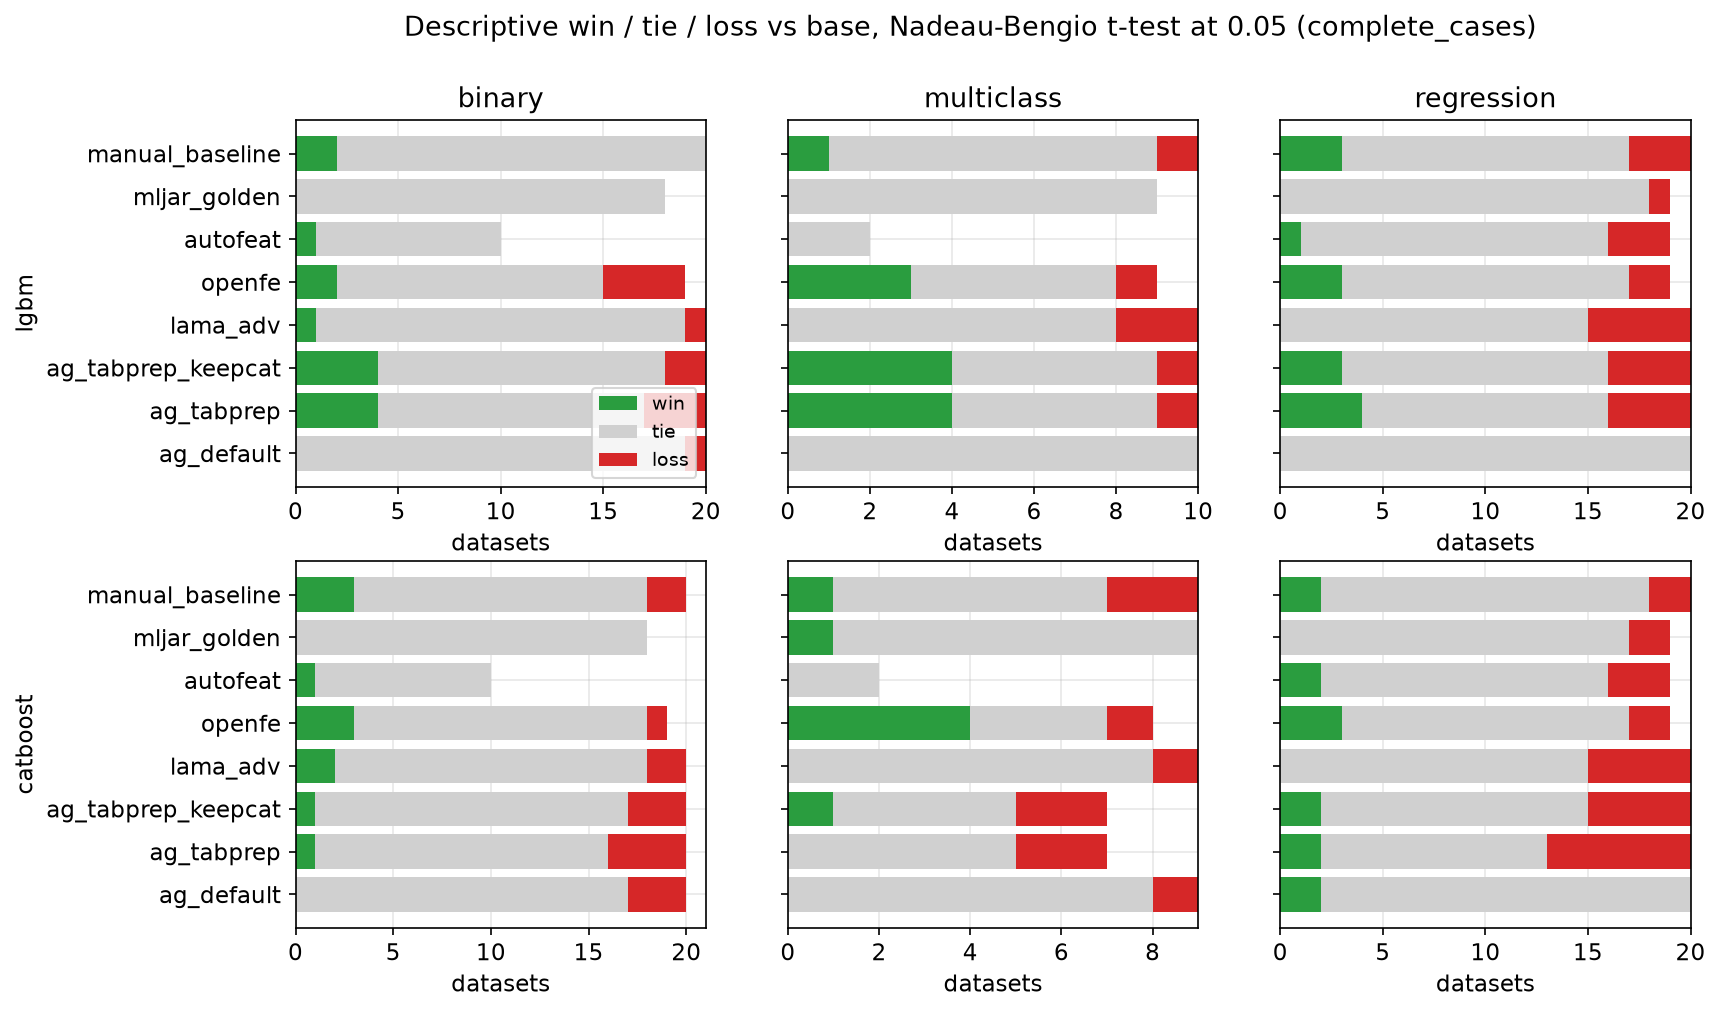 Descriptive win / tie / loss vs base, Nadeau-Bengio t-test at 0.05 (complete_cases)
binary
multiclass
regression
lgbm
manual_baseline
mljar_golden
autofeat
openfe
lama_adv
ag_tabprep_keepcat
ag_tabprep
ag_default
win
tie
loss
0 5 10 15 20
datasets
0 2 4 6 8 10
datasets
0 5 10 15 20
datasets
catboost
manual_baseline
mljar_golden
autofeat
openfe
lama_adv
ag_tabprep_keepcat
ag_tabprep
ag_default
0 5 10 15 20
datasets
0 2 4 6 8
datasets
0 5 10 15 20
datasets